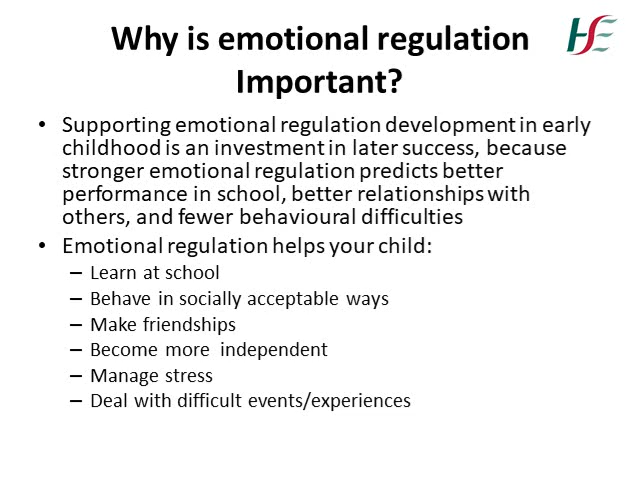 Why is emotional regulation
Important?
HSE
• Supporting emotional regulation development in early
childhood is an investment in later success, because
stronger emotional regulation predicts better
performance in school, better relationships with
others, and fewer behavioural difficulties
• Emotional regulation helps your child:
– Learn at school
– Behave in socially acceptable ways
– Make friendships
– Become more independent
– Manage stress
– Deal with difficult events/experiences